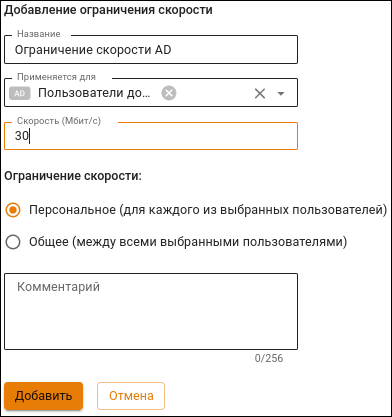 Добавление ограничения скорости
Название
Ограничение скорости AD
Применяется для
AD Пользователи до...
Скорость (Мбит/с)
30
Ограничение скорости:
Персональное (для каждого из выбранных пользователей)
Общее (между всеми выбранными пользователями)
Комментарий
0/256
Добавить Отмена